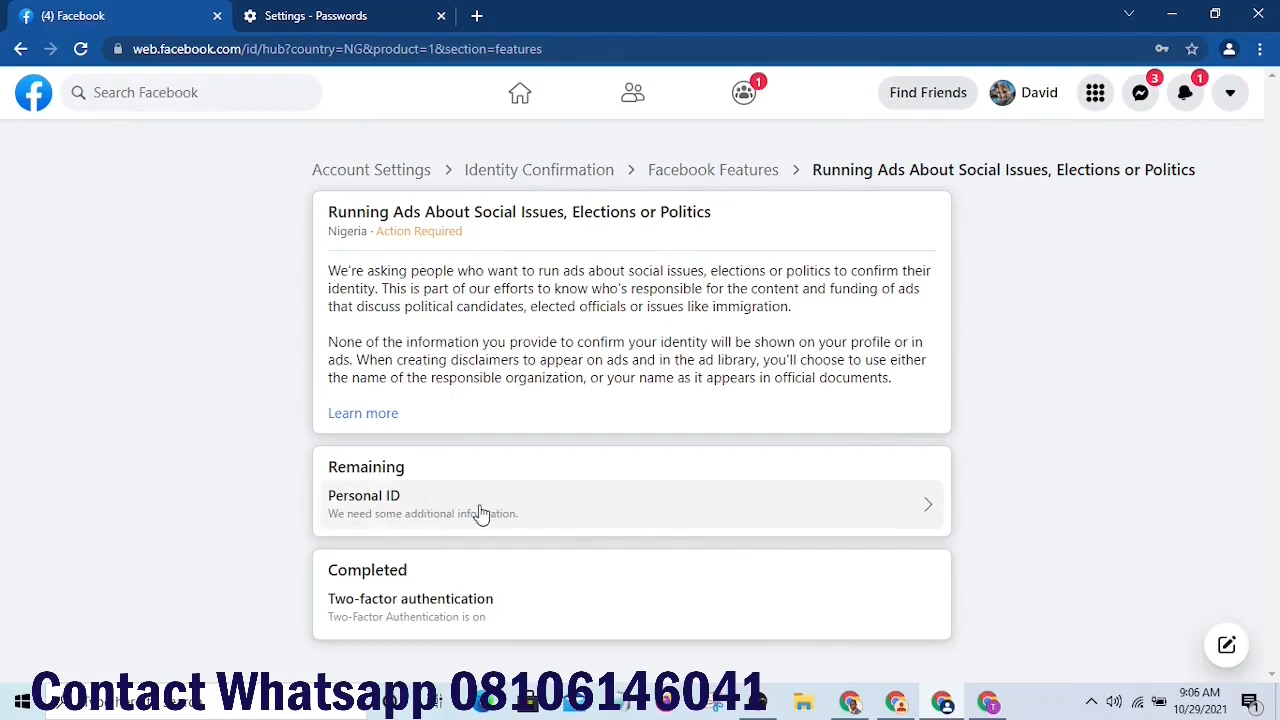 (4) Facebook
Settings - Passwords
web.facebook.com/id/hub?country=NG&product=1&section=features
Search Facebook
1
Find Friends
David
3
1
Account Settings > Identity Confirmation > Facebook Features > Running Ads About Social Issues, Elections or Politics
Running Ads About Social Issues, Elections or Politics
Nigeria · Action Required
We're asking people who want to run ads about social issues, elections or politics to confirm their
identity. This is part of our efforts to know who's responsible for the content and funding of ads
that discuss political candidates, elected officials or issues like immigration.
None of the information you provide to confirm your identity will be shown on your profile or in
ads. When creating disclaimers to appear on ads and in the ad library, you'll choose to use either
the name of the responsible organization, or your name as it appears in official documents.
Learn more
Remaining
Personal ID
We need some additional information.
Completed
Two-factor authentication
Two-Factor Authentication is on
Contact Whatsapp 08106146041
9:06 AM
10/29/2021
1